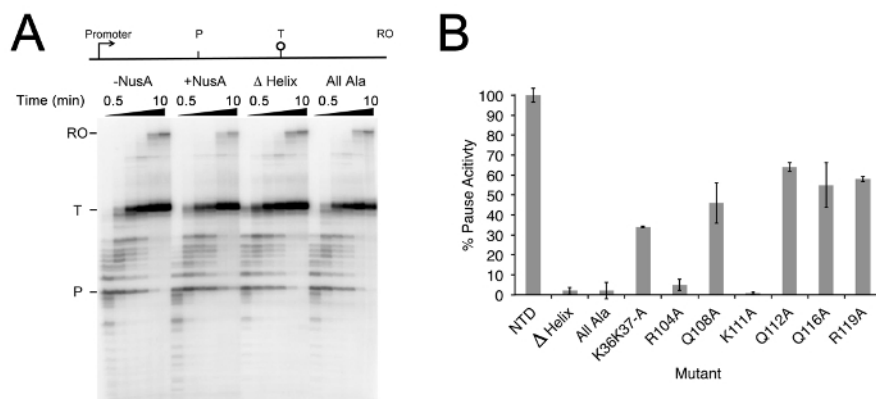 A
Promoter P T RO
-NusA +NusA Δ Helix All Ala
Time (min) 0.5 10 0.5 10 0.5 10 0.5 10
RO
T
P
B
% Pause Acitivty
100
90
80
70
60
50
40
30
20
10
0
NTD
Δ Helix
All Ala
K36K37-A
R104A
Q108A
K111A
Q112A
Q116A
R119A
Mutant